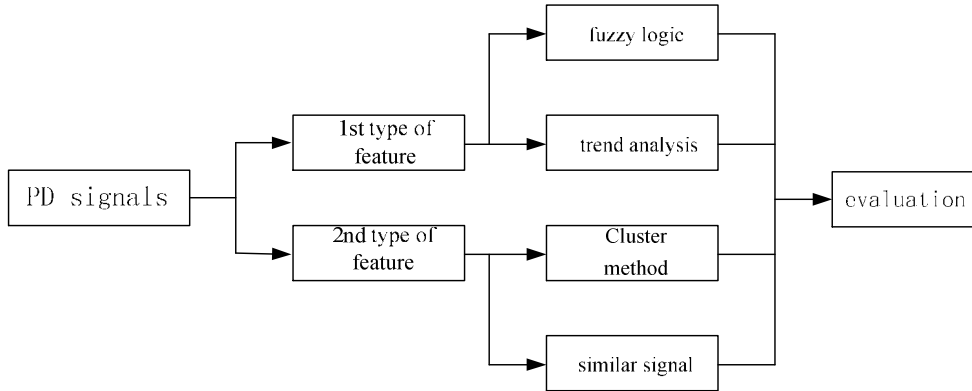 PD signals
1st type of
feature
2nd type of
feature
fuzzy logic
trend analysis
Cluster
method
similar signal
evaluation